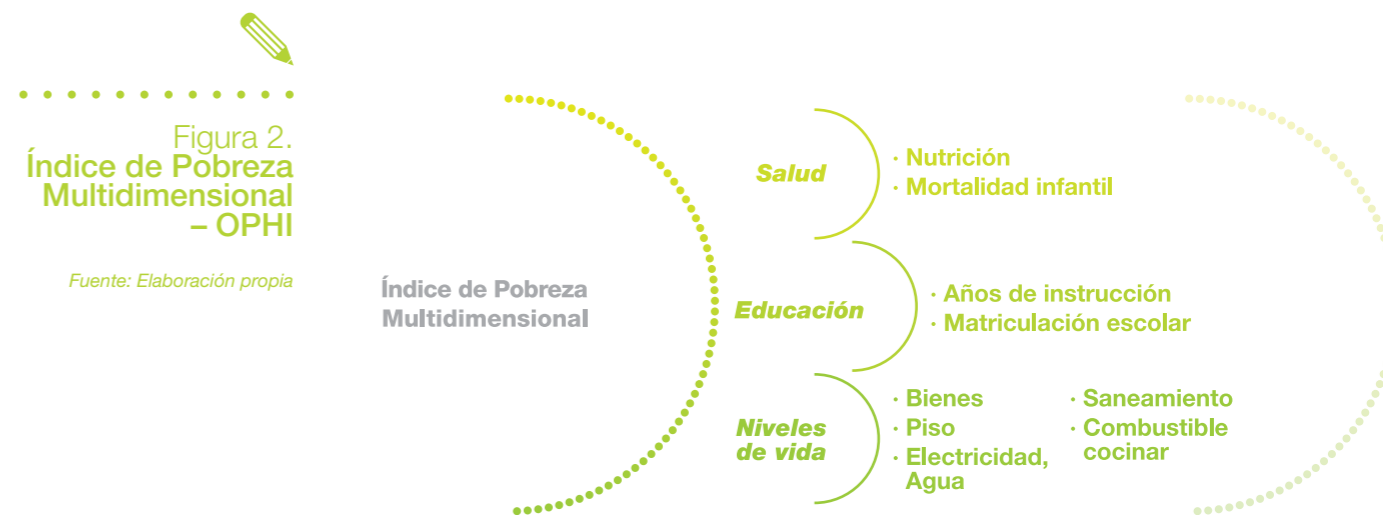 Figura 2.
Índice de Pobreza
Multidimensional
– OPHI
Fuente: Elaboración propia
Índice de Pobreza
Multidimensional
Salud
· Nutrición
· Mortalidad infantil
Educación
· Años de instrucción
· Matriculación escolar
Niveles
de vida
· Bienes
· Piso
· Electricidad,
Agua
· Saneamiento
· Combustible
cocinar